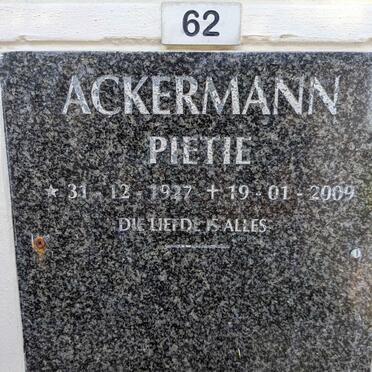 62
ACKERMANN
PIETIE
★ 31 - 12 - 1927 ✝ 19 - 01 - 2009
DIE LIEFDE IS ALLES